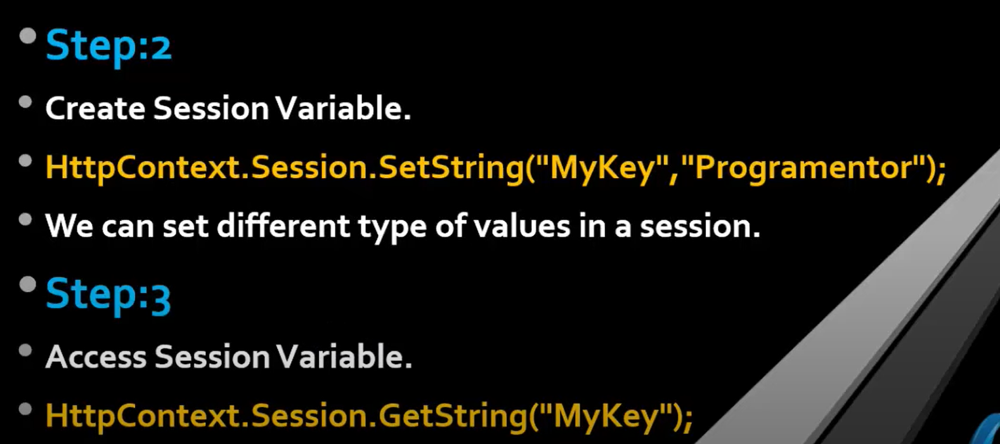 Step:2
Create Session Variable.
HttpContext.Session.SetString("MyKey","Programentor");
We can set different type of values in a session.
Step:3
Access Session Variable.
HttpContext.Session.GetString("MyKey");